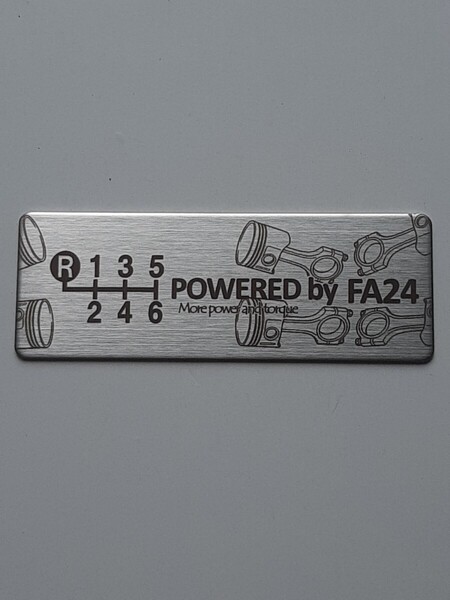 R 1 3 5
2 4 6
POWERED by FA24
More power and torque